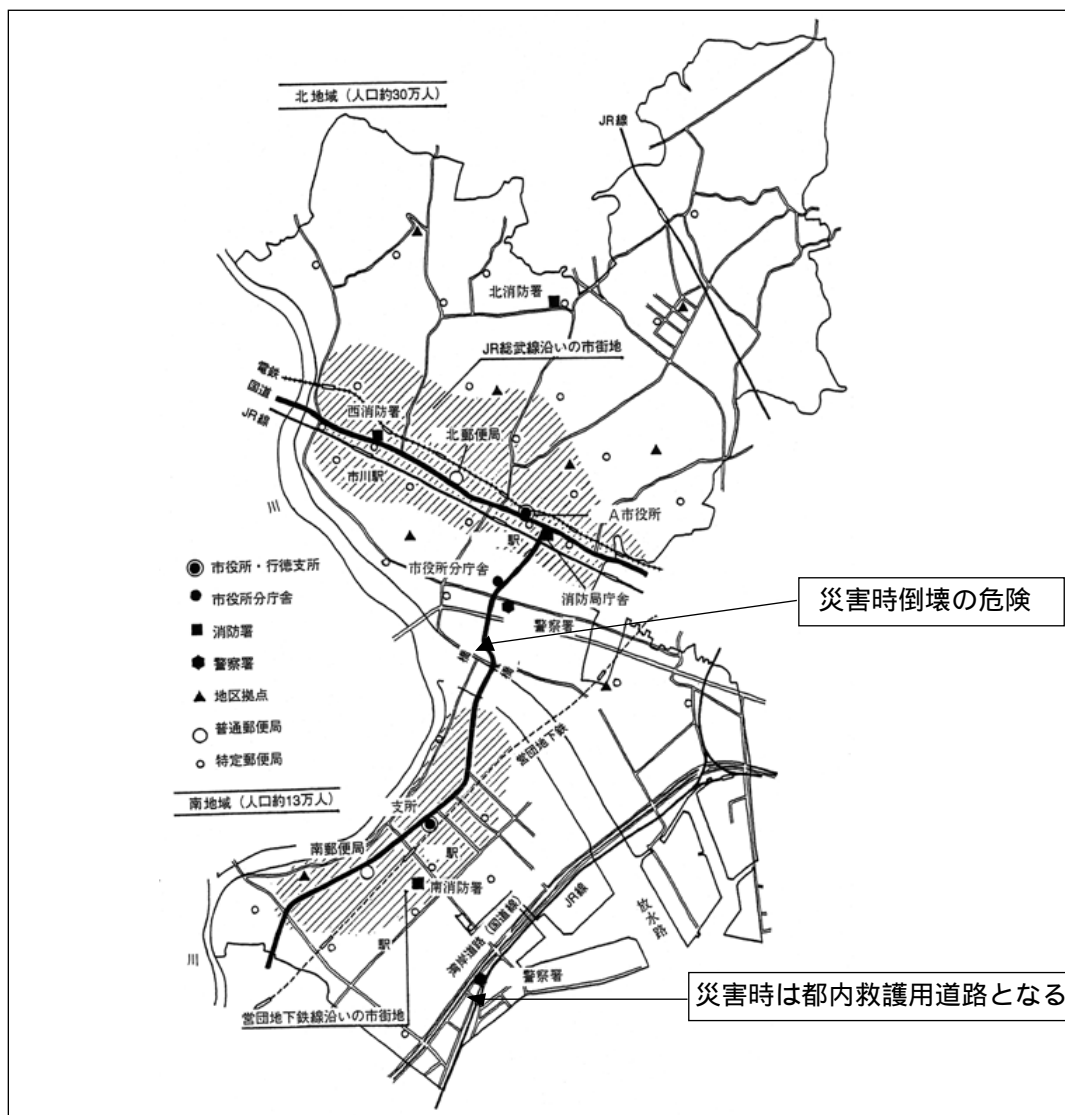 北地域（人口約30万人）
JR線
北消防署
JR総武線沿いの市街地
電鉄
国道
JR線
西消防署
北郵便局
市川駅
川
A市役所
駅
市役所分庁舎
消防局庁舎
災害時倒壊の危険
警察署
橋
橋
市役所・行徳支所
市役所分庁舎
消防署
警察署
地区拠点
普通郵便局
特定郵便局
営団地下鉄
南地域（人口約13万人）
支所
南郵便局
駅
南消防署
JR線
湾岸道路（国道線）
放水路
駅
川
警察署
災害時は都内救護用道路となる
営団地下鉄線沿いの市街地